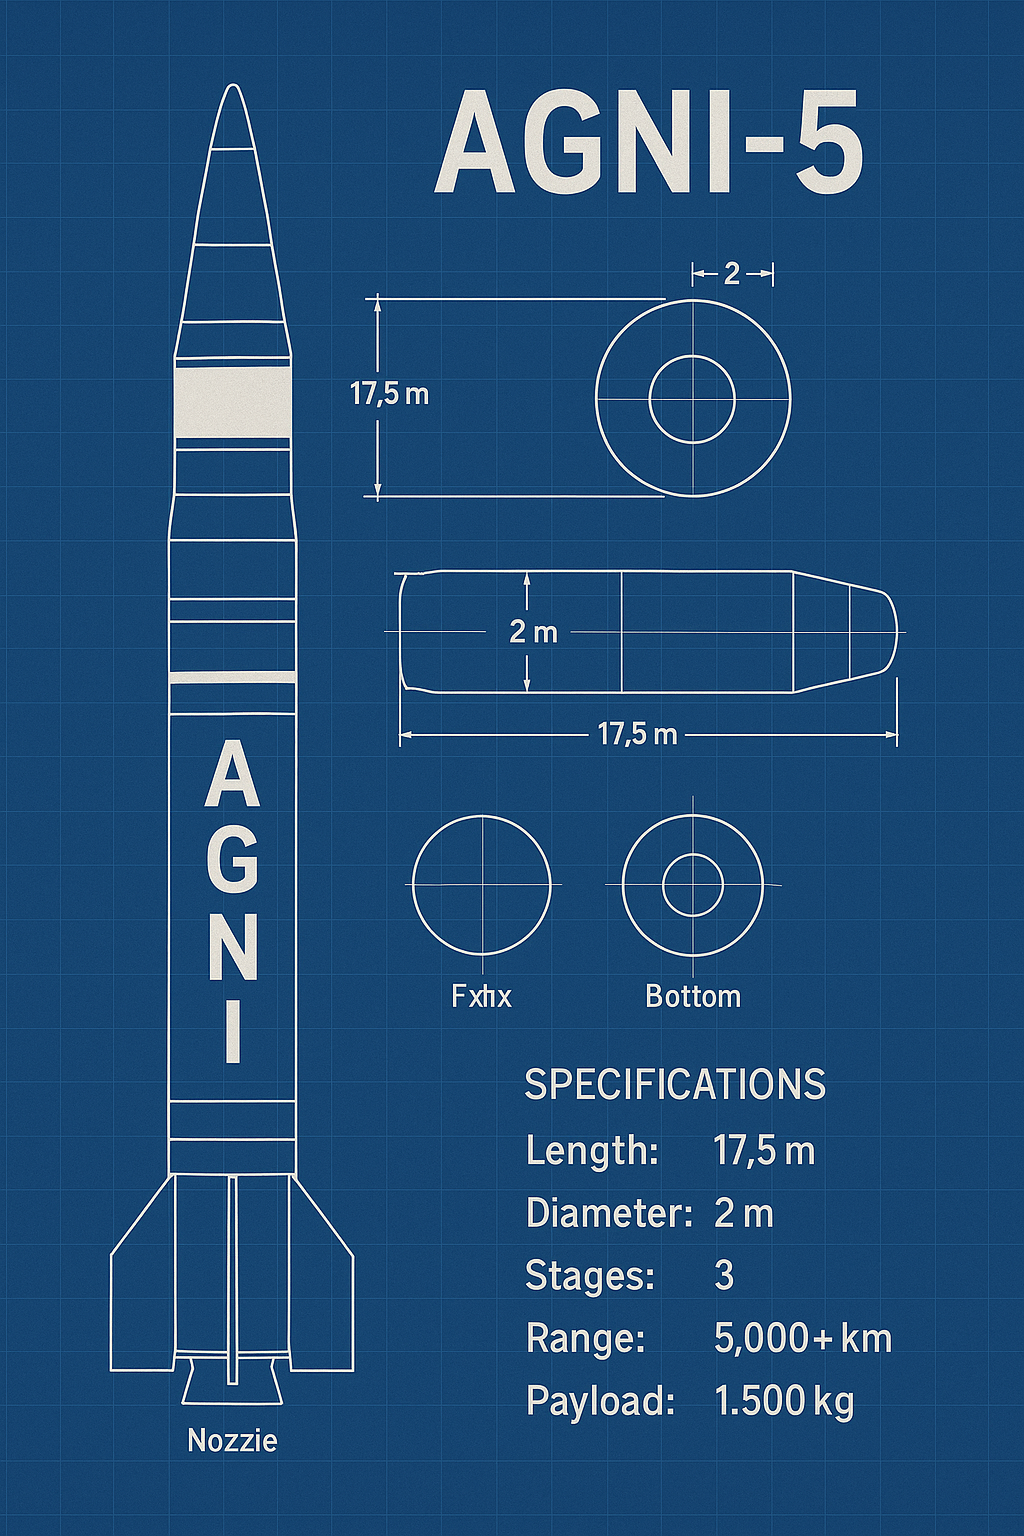 AGNI-5
2
17,5 m
2 m
17,5 m
AGNI
Bottom
SPECIFICATIONS
Length: 17,5 m
Diameter: 2 m
Stages: 3
Range: 5,000+ km
Payload: 1.500 kg
Nozzie